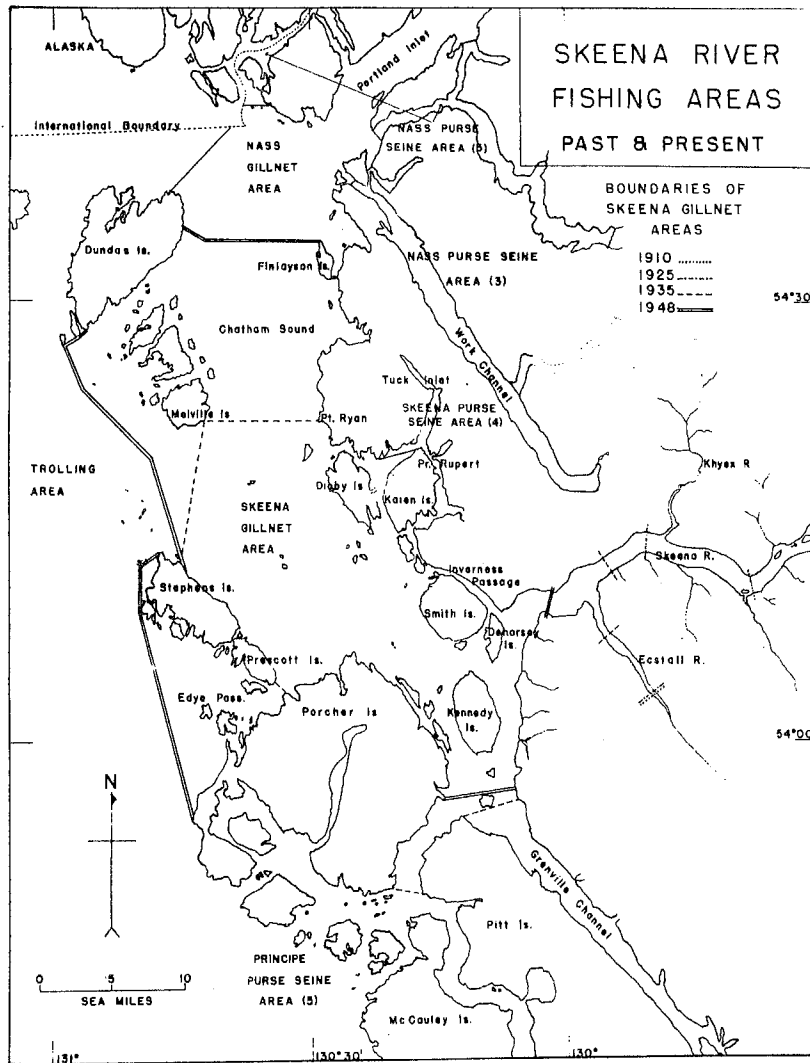 SKEENA RIVER
FISHING AREAS
PAST & PRESENT
BOUNDARIES OF
SKEENA GILLNET
AREAS
1910
1925
1935
1948
ALASKA
Portland Inlet
International Boundary
NASS
GILLNET
AREA
NASS PURSE
SEINE AREA (3)
Dundas Is.
Finlayson Is.
NASS PURSE SEINE
AREA (3)
54°30
Chatham Sound
Work Channel
Tuck Inlet
Melville Is
Pt. Ryan
SKEENA PURSE
SEINE AREA (4)
TROLLING
AREA
Pr. Rupert
Khyex R
Digby Is
Kaien Is.
SKEENA
GILLNET
AREA
Skeena R.
Inverness
Passage
Stephens Is.
Smith Is.
Dehorsey
Is.
Prescott Is.
Ecstall R.
Edye Pass.
Porcher Is
Kennedy
Is.
54°00
N
Grenville Channel
Pitt Is.
PRINCIPE
PURSE SEINE
AREA (5)
0 5 10
SEA MILES
McCauley Is.
131°
130°30
130°